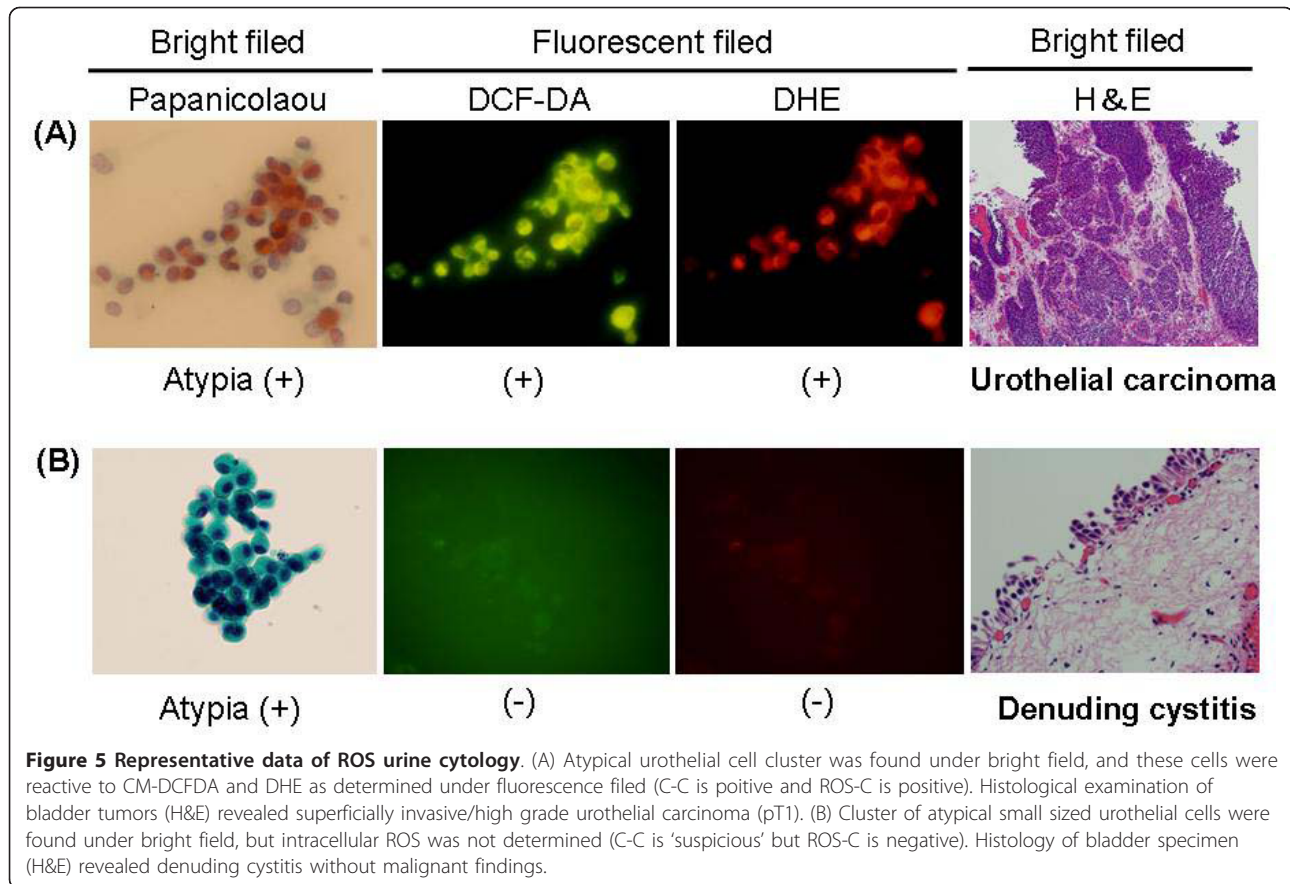 Bright filed Fluorescent filed Bright filed
Papanicolaou DCF-DA DHE H&E
(A)
Atypia (+) (+) (+) Urothelial carcinoma
(B)
Atypia (+) (-) (-) Denuding cystitis
Figure 5 Representative data of ROS urine cytology. (A) Atypical urothelial cell cluster was found under bright field, and these cells were
reactive to CM-DCFDA and DHE as determined under fluorescence filed (C-C is poitive and ROS-C is positive). Histological examination of
bladder tumors (H&E) revealed superficially invasive/high grade urothelial carcinoma (pT1). (B) Cluster of atypical small sized urothelial cells were
found under bright field, but intracellular ROS was not determined (C-C is ‘suspicious’ but ROS-C is negative). Histology of bladder specimen
(H&E) revealed denuding cystitis without malignant findings.